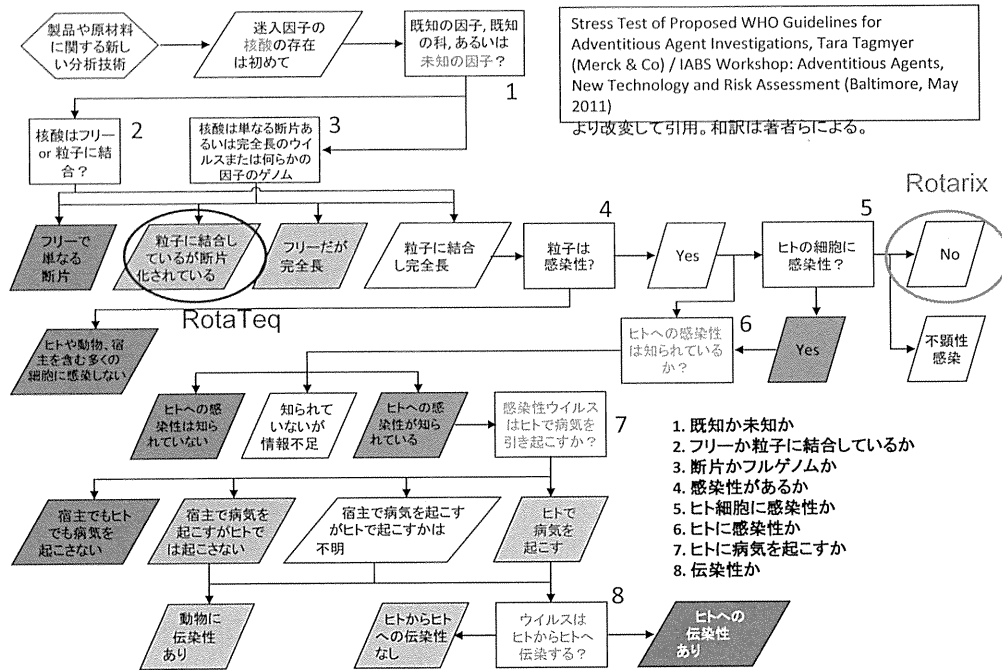 製品や原材料
に関する新し
い分析技術
迷入因子の
核酸の存在
は初めて
既知の因子, 既知
の科, あるいは
未知の因子？
1
Stress Test of Proposed WHO Guidelines for
Adventitious Agent Investigations, Tara Tagmyer
(Merck & Co) / IABS Workshop: Adventitious Agents,
New Technology and Risk Assessment (Baltimore, May
2011)
より改変して引用。和訳は著者らによる。
核酸はフリー
or 粒子に結
合？
2
核酸は単なる断片あ
るいは完全長のウイ
ルスまたは何らかの
因子のゲノム
3
フリーで
単なる
断片
粒子に結合し
ているが断片
化されている
フリーだが
完全長
粒子に結合
し完全長
粒子は
感染性?
4
Yes
ヒトの細胞に
感染性？
5
Rotarix
No
RotaTeq
ヒトや動物、宿
主を含む多くの
細胞に感染しない
ヒトへの感染性
は知られている
か？
6
Yes
不顕性
感染
ヒトへの感
染性は知ら
れていない
知られて
いないが
情報不足
ヒトへの感
染性が知ら
れている
感染性ウイルス
はヒトで病気を
引き起こすか？
7
宿主でもヒト
でも病気を
起こさない
宿主で病気を
起こすがヒトで
は起こさない
宿主で病気を起こす
がヒトで起こすかは
不明
ヒトで
病気を
起こす
1. 既知か未知か
2. フリーか粒子に結合しているか
3. 断片かフルゲノムか
4. 感染性があるか
5. ヒト細胞に感染性か
6. ヒトに感染性か
7. ヒトに病気を起こすか
8. 伝染性か
動物に
伝染性
あり
ヒトからヒト
への伝染性
なし
ウイルスは
ヒトからヒトへ
伝染する？
8
ヒトへの
伝染性
あり